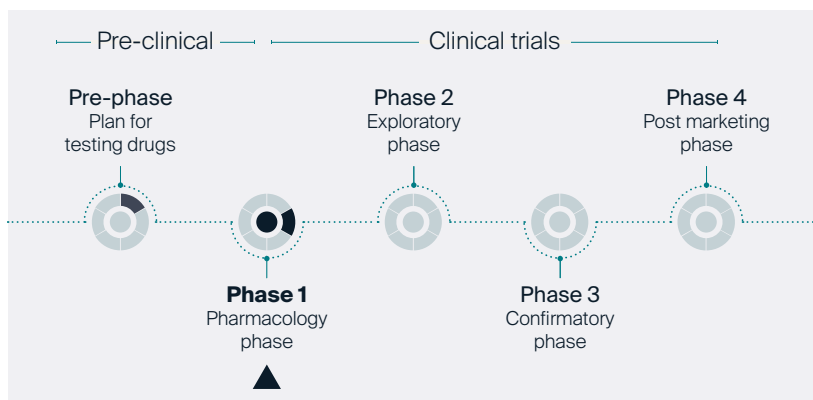 Pre-clinical
Clinical trials
Pre-phase
Plan for
testing drugs
Phase 2
Exploratory
phase
Phase 4
Post marketing
phase
Phase 1
Pharmacology
phase
Phase 3
Confirmatory
phase